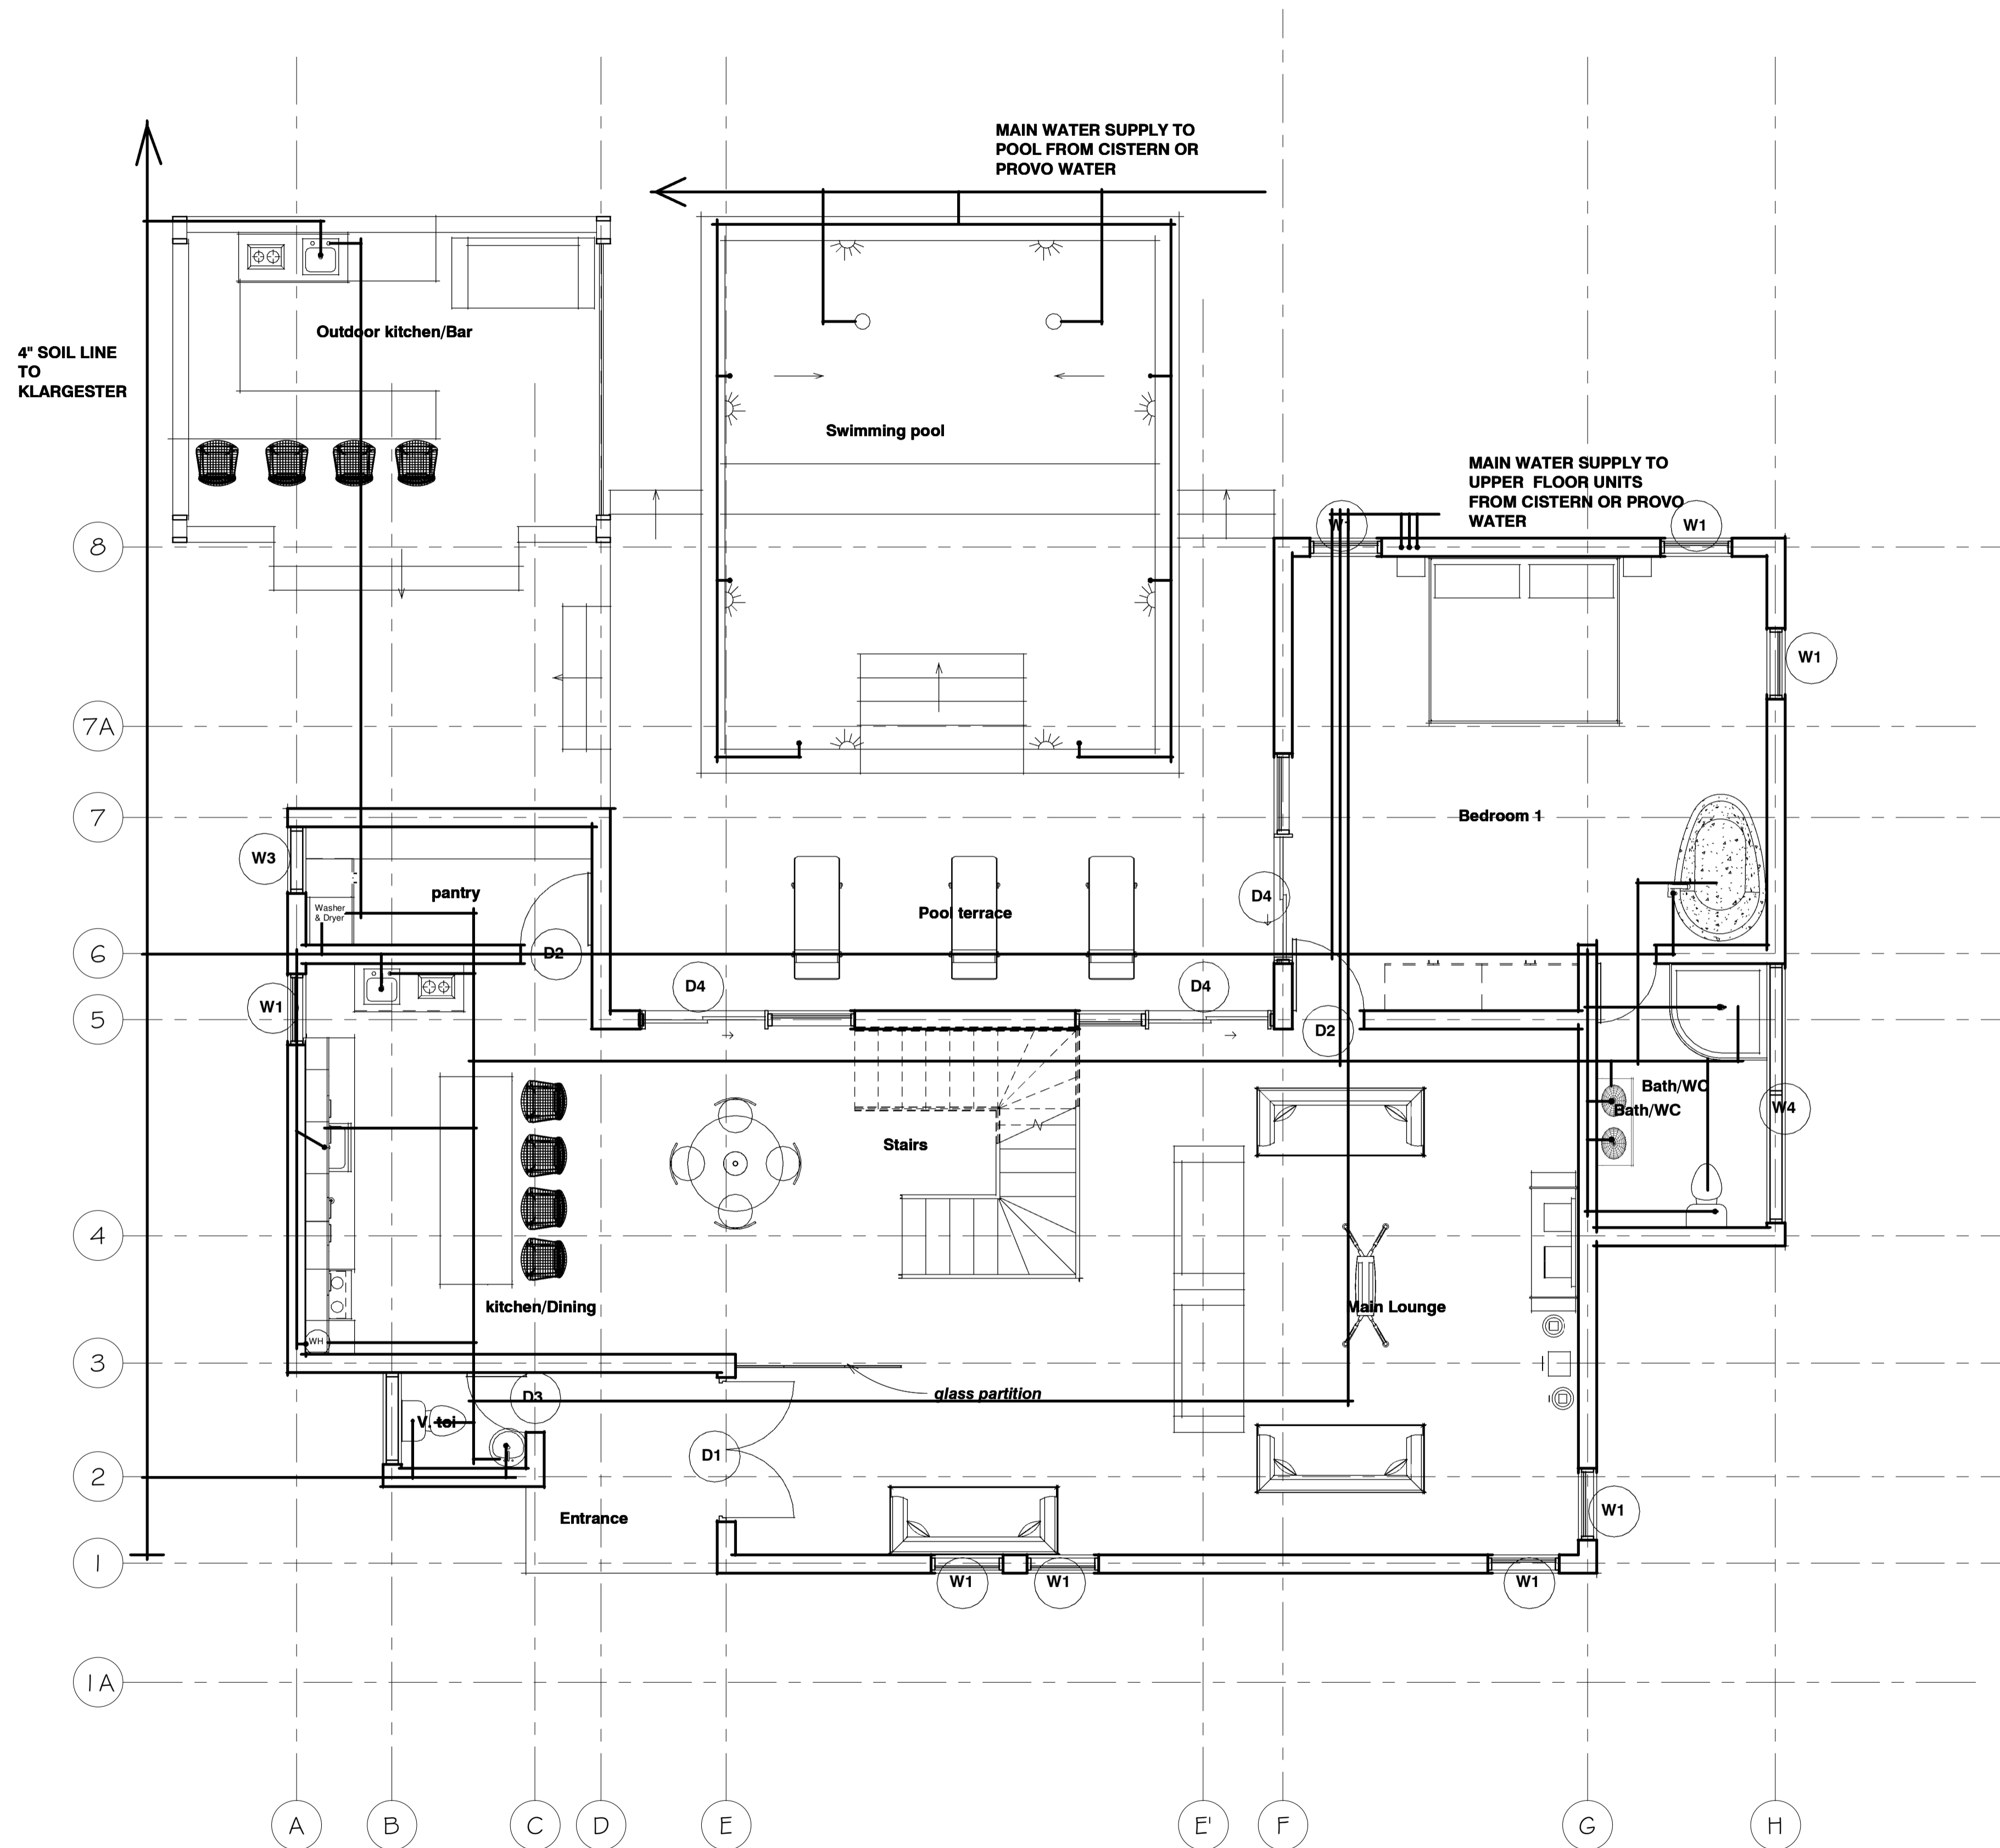 MAIN WATER SUPPLY TO
POOL FROM CISTERN OR
PROVO WATER
Outdoor kitchen/Bar
4" SOIL LINE
TO
KLARGESTER
Swimming pool
MAIN WATER SUPPLY TO
UPPER FLOOR UNITS
FROM CISTERN OR PROVO
WATER
W1
W1
8
W1
7A
7
Bedroom 1
W3
pantry
Washer
& Dryer
Pool terrace
D4
6
D2
D4
D4
W1
5
D2
Bath/WC
Bath/WC
W4
Stairs
4
kitchen/Dining
Main Lounge
WH
3
glass partition
D3
V. toi
D1
2
W1
Entrance
1
W1
W1
W1
1A
A
B
C
D
E
E'
F
G
H